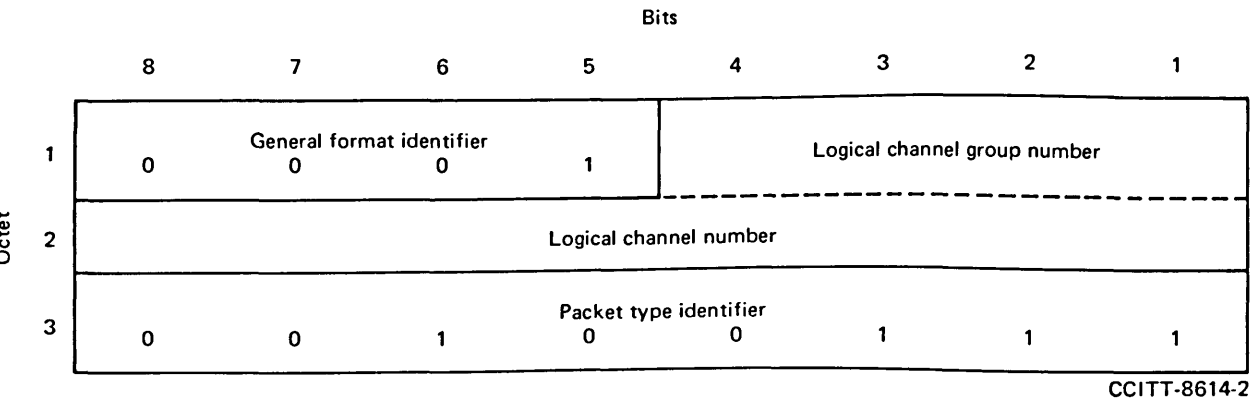 Bits
8 7 6 5 4 3 2 1
General format identifier
1 Logical channel group number
0 0 0 1
Octet
2 Logical channel number
Packet type identifier
3
0 0 1 0 0 1 1 1
CCITT-8614-2